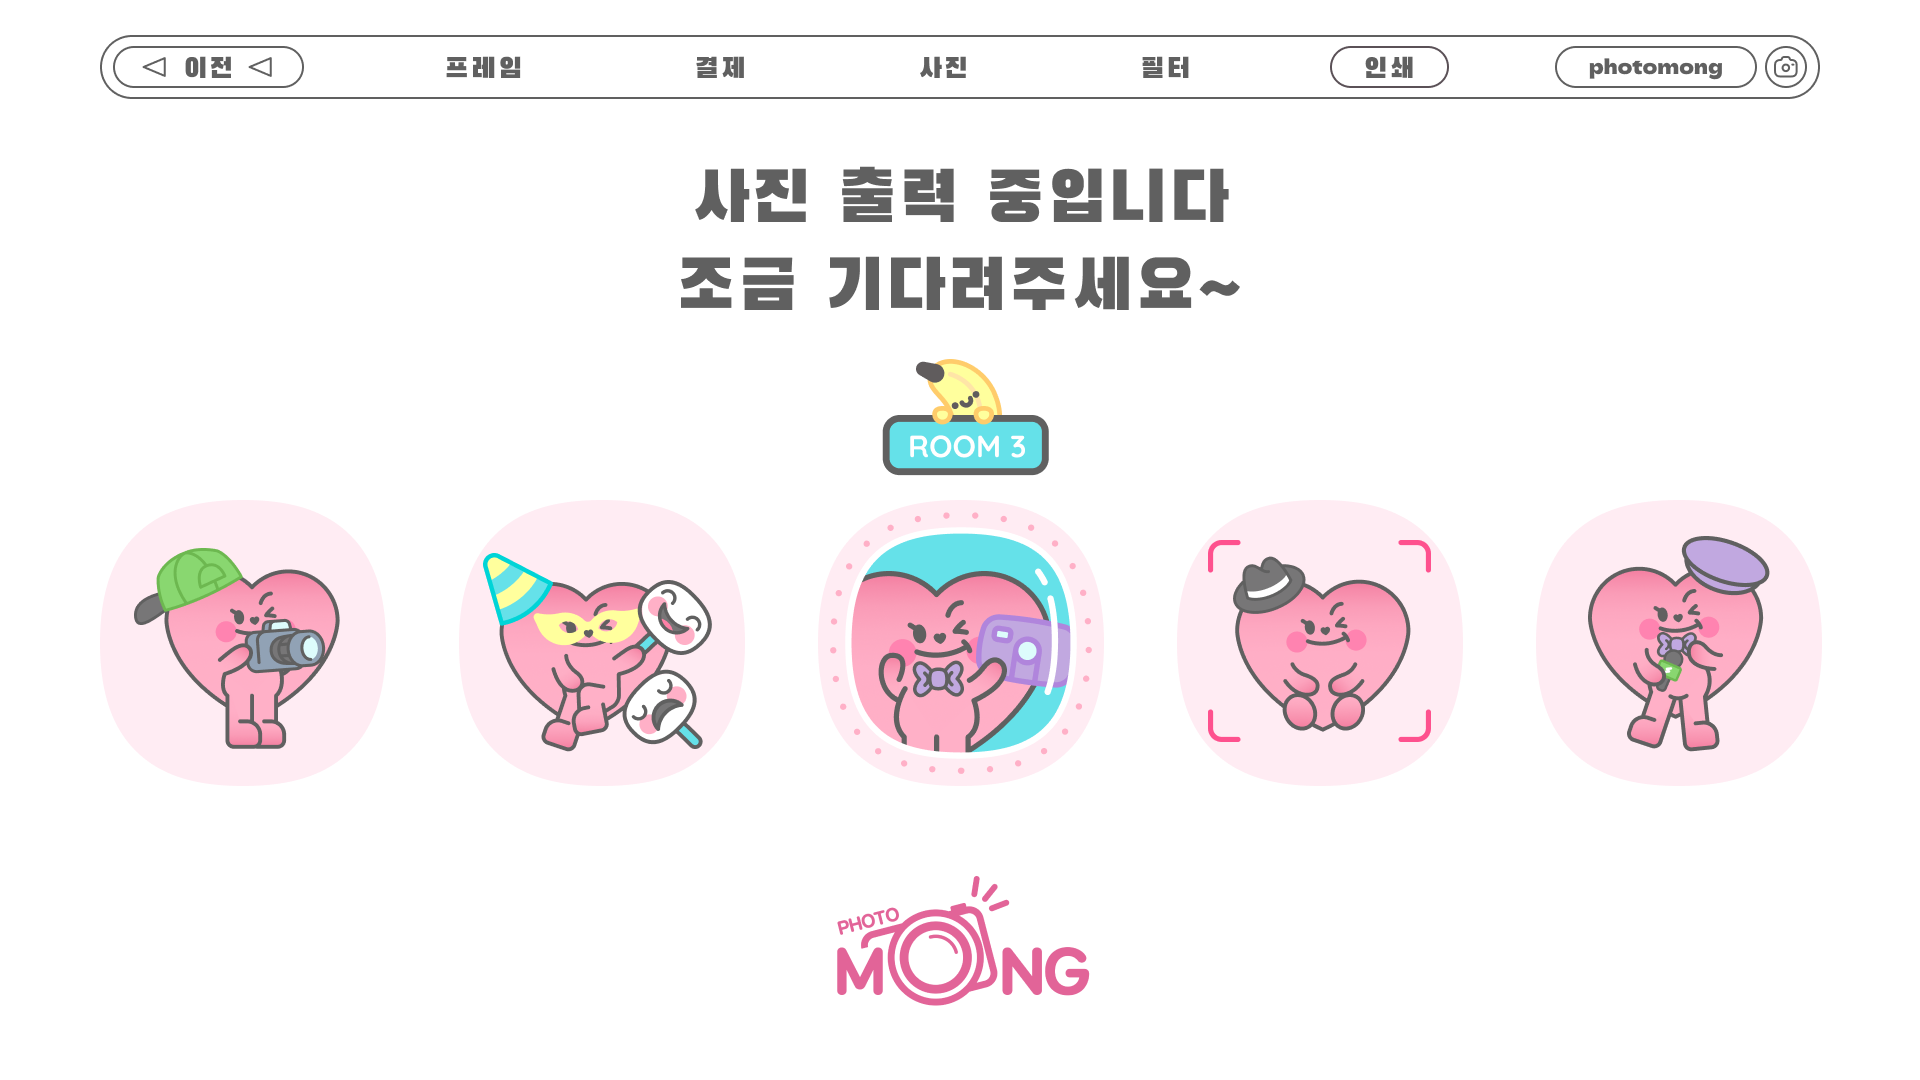 이전
프레임
결제
사진
필터
인쇄
photomong
사진 출력 중입니다
조금 기다려주세요~
ROOM 3
PHOTO
MONG